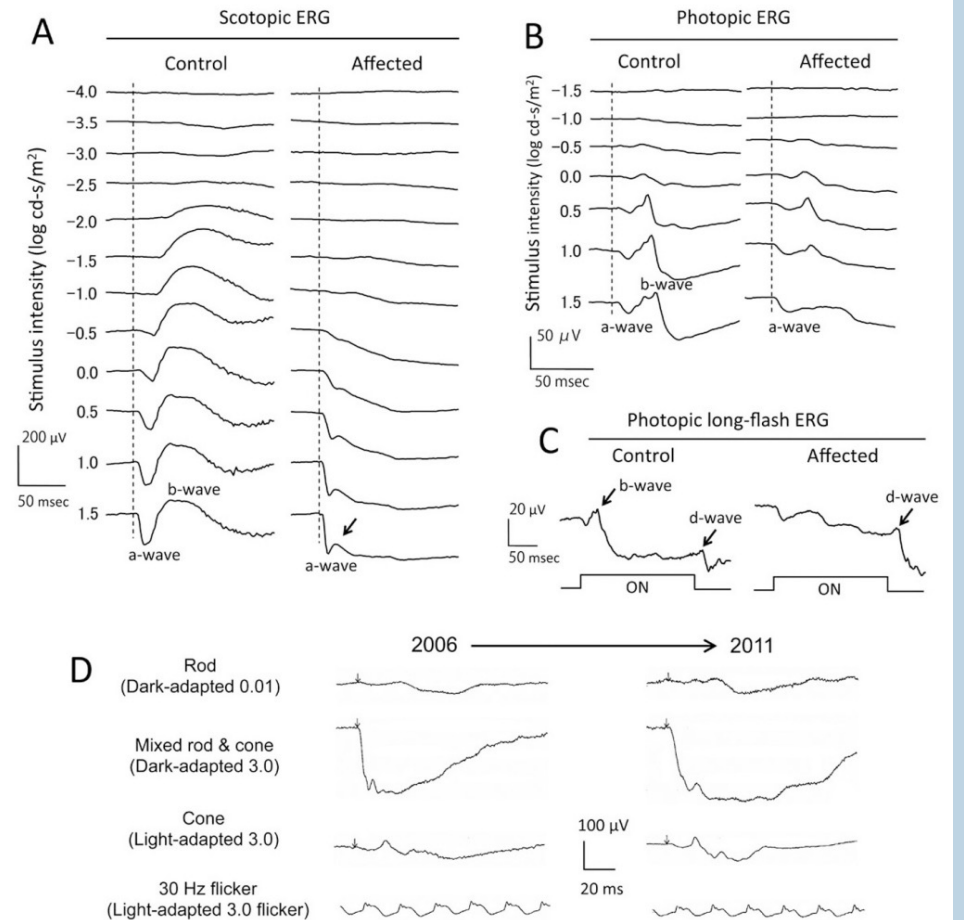 A
Scotopic ERG
Control
Affected
Stimulus intensity (log cd-s/m²)
−4.0
−3.5
−3.0
−2.5
−2.0
−1.5
−1.0
−0.5
0.0
0.5
1.0
1.5
200 μV
50 msec
b-wave
a-wave
a-wave
B
Photopic ERG
Control
Affected
Stimulus intensity (log cd-s/m²)
−1.5
−1.0
−0.5
0.0
0.5
1.0
1.5
b-wave
a-wave
a-wave
50 μV
50 msec
C
Photopic long-flash ERG
Control
Affected
b-wave
d-wave
d-wave
20 μV
50 msec
ON
ON
D
2006
2011
Rod
(Dark-adapted 0.01)
Mixed rod & cone
(Dark-adapted 3.0)
Cone
(Light-adapted 3.0)
30 Hz flicker
(Light-adapted 3.0 flicker)
100 μV
20 ms